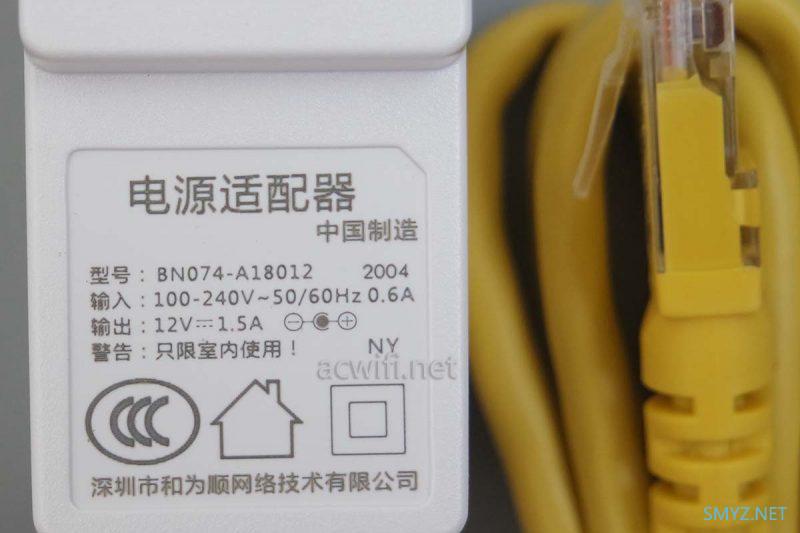 电源适配器
中国制造
型号：BN074-A18012 2004
输入：100-240V~50/60Hz 0.6A
输出：12V⎓1.5A
警告：只限室内使用！ NY
acwifi.net
CCC
深圳市和为顺网络技术有限公司
SMYZ.NET